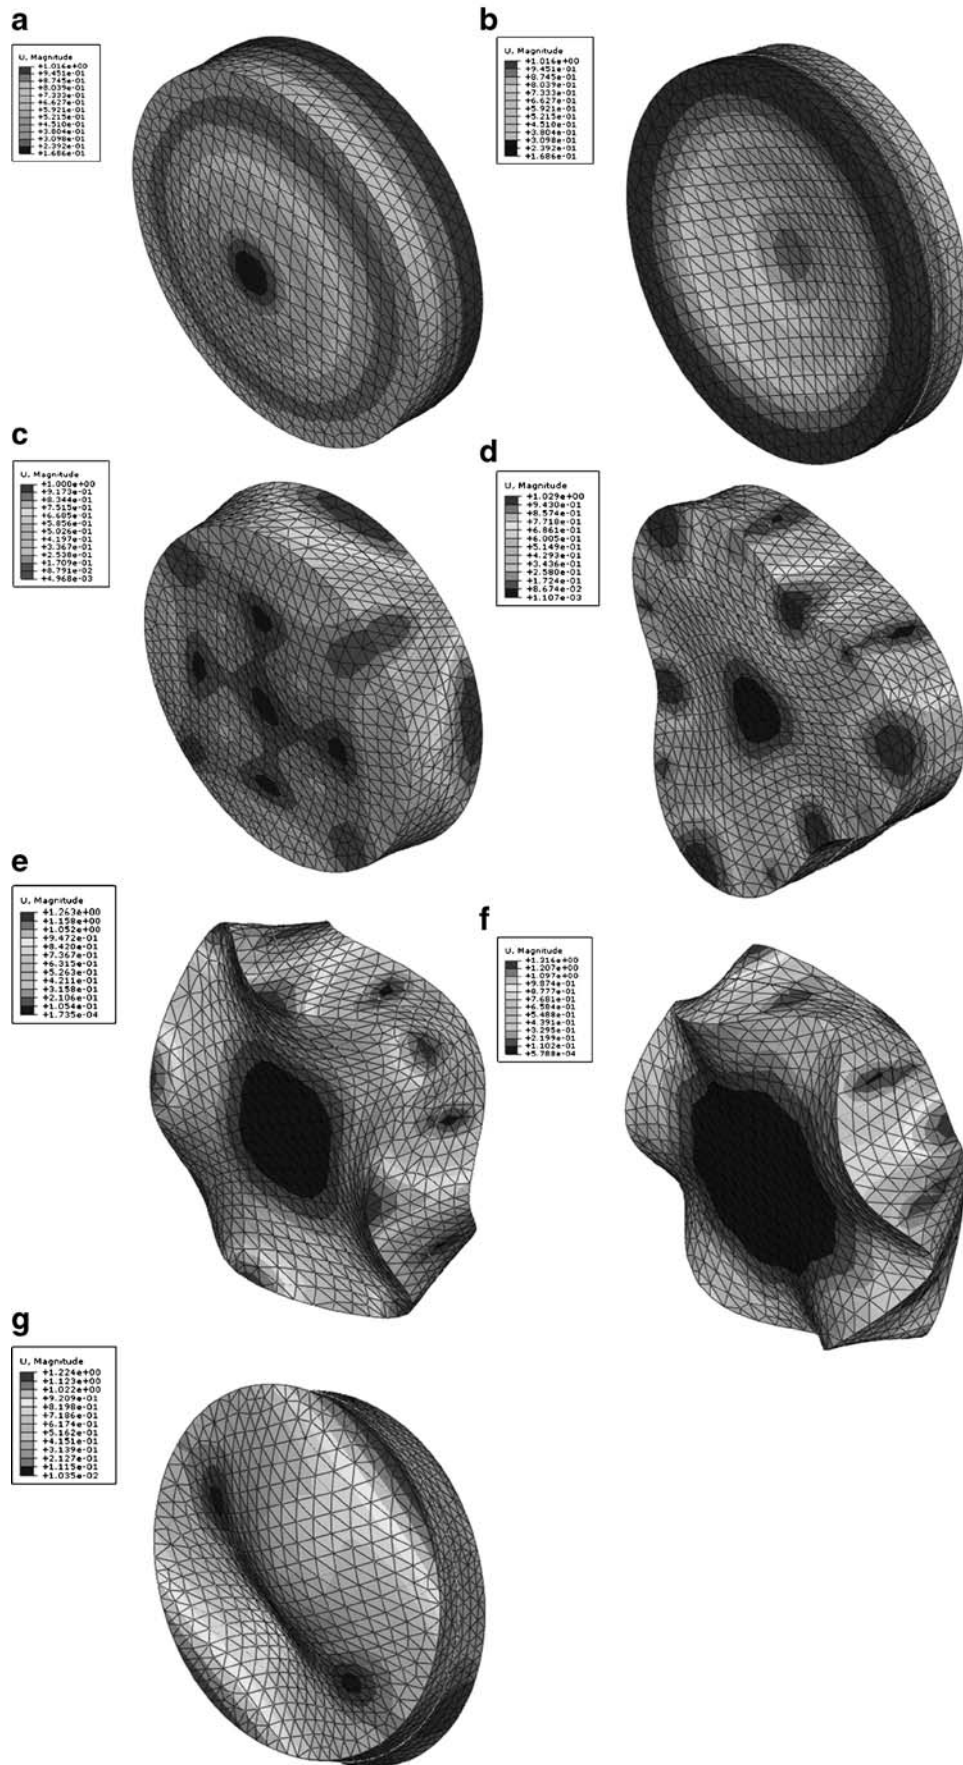 a
U, Magnitude
+1.016e+00
+9.451e-01
+8.745e-01
+8.039e-01
+7.333e-01
+6.627e-01
+5.921e-01
+5.215e-01
+4.510e-01
+3.804e-01
+3.098e-01
+2.392e-01
+1.686e-01
b
U, Magnitude
+1.016e+00
+9.451e-01
+8.745e-01
+8.039e-01
+7.333e-01
+6.627e-01
+5.921e-01
+5.215e-01
+4.510e-01
+3.804e-01
+3.098e-01
+2.392e-01
+1.686e-01
c
U, Magnitude
+1.000e+00
+9.173e-01
+8.344e-01
+7.515e-01
+6.685e-01
+5.856e-01
+5.026e-01
+4.197e-01
+3.367e-01
+2.538e-01
+1.709e-01
+8.791e-02
+4.968e-03
d
U, Magnitude
+1.029e+00
+9.430e-01
+8.574e-01
+7.718e-01
+6.861e-01
+6.005e-01
+5.149e-01
+4.293e-01
+3.436e-01
+2.580e-01
+1.724e-01
+8.674e-02
+1.107e-03
e
U, Magnitude
+1.263e+00
+1.158e+00
+1.052e+00
+9.472e-01
+8.420e-01
+7.367e-01
+6.315e-01
+5.263e-01
+4.211e-01
+3.158e-01
+2.106e-01
+1.054e-01
+1.735e-04
f
U, Magnitude
+1.316e+00
+1.207e+00
+1.097e+00
+9.874e-01
+8.777e-01
+7.681e-01
+6.584e-01
+5.488e-01
+4.391e-01
+3.295e-01
+2.199e-01
+1.102e-01
+5.788e-04
g
U, Magnitude
+1.224e+00
+1.123e+00
+1.022e+00
+9.209e-01
+8.198e-01
+7.186e-01
+6.174e-01
+5.162e-01
+4.151e-01
+3.139e-01
+2.127e-01
+1.115e-01
+1.035e-02